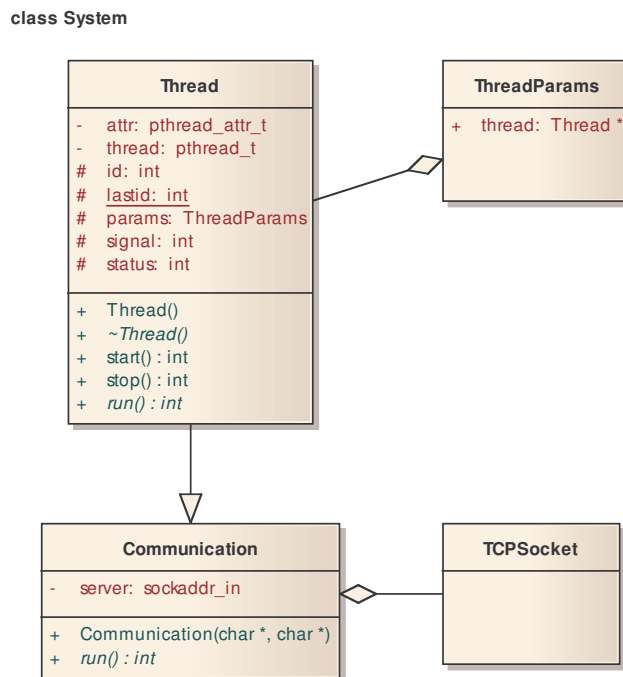 class System
Thread
- attr: pthread_attr_t
- thread: pthread_t
# id: int
# lastid: int
# params: ThreadParams
# signal: int
# status: int
+ Thread()
+ ~Thread()
+ start() : int
+ stop() : int
+ run() : int
ThreadParams
+ thread: Thread *
Communication
- server: sockaddr_in
+ Communication(char *, char *)
+ run() : int
TCPSocket